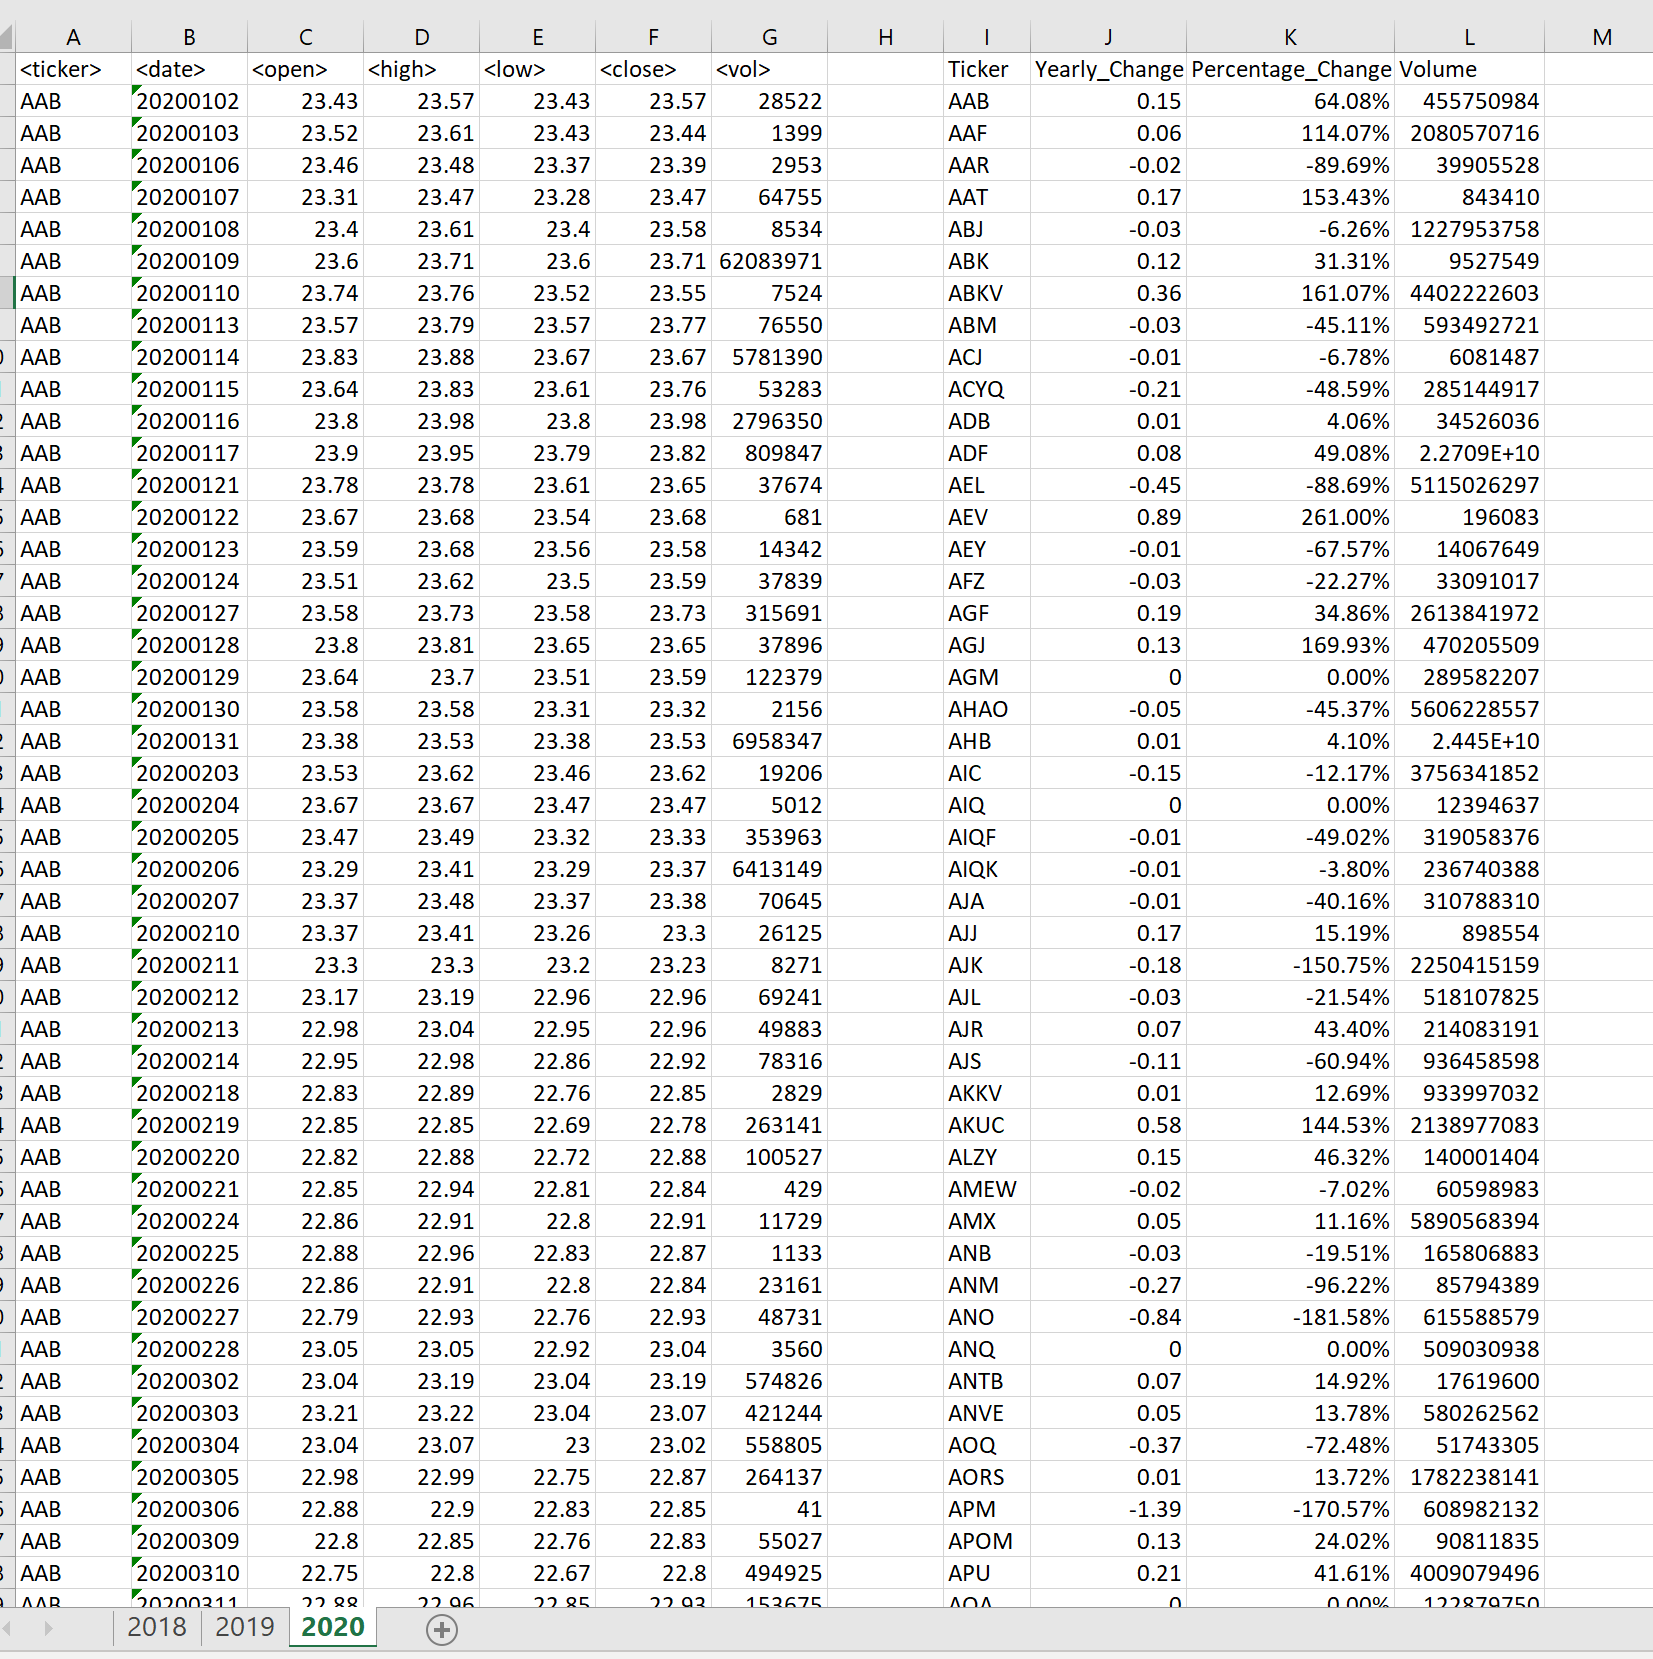 A B C D E F G H I J K L M
<ticker> <date> <open> <high> <low> <close> <vol> Ticker Yearly_Change Percentage_Change Volume
AAB 20200102 23.43 23.57 23.43 23.57 28522 AAB 0.15 64.08% 455750984
AAB 20200103 23.52 23.61 23.43 23.44 1399 AAF 0.06 114.07% 2080570716
AAB 20200106 23.46 23.48 23.37 23.39 2953 AAR -0.02 -89.69% 39905528
AAB 20200107 23.31 23.47 23.28 23.47 64755 AAT 0.17 153.43% 843410
AAB 20200108 23.4 23.61 23.4 23.58 8534 ABJ -0.03 -6.26% 1227953758
AAB 20200109 23.6 23.71 23.6 23.71 62083971 ABK 0.12 31.31% 9527549
AAB 20200110 23.74 23.76 23.52 23.55 7524 ABKV 0.36 161.07% 4402222603
AAB 20200113 23.57 23.79 23.57 23.77 76550 ABM -0.03 -45.11% 593492721
AAB 20200114 23.83 23.88 23.67 23.67 5781390 ACJ -0.01 -6.78% 6081487
AAB 20200115 23.64 23.83 23.61 23.76 53283 ACYQ -0.21 -48.59% 285144917
AAB 20200116 23.8 23.98 23.8 23.98 2796350 ADB 0.01 4.06% 34526036
AAB 20200117 23.9 23.95 23.79 23.82 809847 ADF 0.08 49.08% 2.2709E+10
AAB 20200121 23.78 23.78 23.61 23.65 37674 AEL -0.45 -88.69% 5115026297
AAB 20200122 23.67 23.68 23.54 23.68 681 AEV 0.89 261.00% 196083
AAB 20200123 23.59 23.68 23.56 23.58 14342 AEY -0.01 -67.57% 14067649
AAB 20200124 23.51 23.62 23.5 23.59 37839 AFZ -0.03 -22.27% 33091017
AAB 20200127 23.58 23.73 23.58 23.73 315691 AGF 0.19 34.86% 2613841972
AAB 20200128 23.8 23.81 23.65 23.65 37896 AGJ 0.13 169.93% 470205509
AAB 20200129 23.64 23.7 23.51 23.59 122379 AGM 0 0.00% 289582207
AAB 20200130 23.58 23.58 23.31 23.32 2156 AHAO -0.05 -45.37% 5606228557
AAB 20200131 23.38 23.53 23.38 23.53 6958347 AHB 0.01 4.10% 2.445E+10
AAB 20200203 23.53 23.62 23.46 23.62 19206 AIC -0.15 -12.17% 3756341852
AAB 20200204 23.67 23.67 23.47 23.47 5012 AIQ 0 0.00% 12394637
AAB 20200205 23.47 23.49 23.32 23.33 353963 AIQF -0.01 -49.02% 319058376
AAB 20200206 23.29 23.41 23.29 23.37 6413149 AIQK -0.01 -3.80% 236740388
AAB 20200207 23.37 23.48 23.37 23.38 70645 AJA -0.01 -40.16% 310788310
AAB 20200210 23.37 23.41 23.26 23.3 26125 AJJ 0.17 15.19% 898554
AAB 20200211 23.3 23.3 23.2 23.23 8271 AJK -0.18 -150.75% 2250415159
AAB 20200212 23.17 23.19 22.96 22.96 69241 AJL -0.03 -21.54% 518107825
AAB 20200213 22.98 23.04 22.95 22.96 49883 AJR 0.07 43.40% 214083191
AAB 20200214 22.95 22.98 22.86 22.92 78316 AJS -0.11 -60.94% 936458598
AAB 20200218 22.83 22.89 22.76 22.85 2829 AKKV 0.01 12.69% 933997032
AAB 20200219 22.85 22.85 22.69 22.78 263141 AKUC 0.58 144.53% 2138977083
AAB 20200220 22.82 22.88 22.72 22.88 100527 ALZY 0.15 46.32% 140001404
AAB 20200221 22.85 22.94 22.81 22.84 429 AMEW -0.02 -7.02% 60598983
AAB 20200224 22.86 22.91 22.8 22.91 11729 AMX 0.05 11.16% 5890568394
AAB 20200225 22.88 22.96 22.83 22.87 1133 ANB -0.03 -19.51% 165806883
AAB 20200226 22.86 22.91 22.8 22.84 23161 ANM -0.27 -96.22% 85794389
AAB 20200227 22.79 22.93 22.76 22.93 48731 ANO -0.84 -181.58% 615588579
AAB 20200228 23.05 23.05 22.92 23.04 3560 ANQ 0 0.00% 509030938
AAB 20200302 23.04 23.19 23.04 23.19 574826 ANTB 0.07 14.92% 17619600
AAB 20200303 23.21 23.22 23.04 23.07 421244 ANVE 0.05 13.78% 580262562
AAB 20200304 23.04 23.07 23 23.02 558805 AOQ -0.37 -72.48% 51743305
AAB 20200305 22.98 22.99 22.75 22.87 264137 AORS 0.01 13.72% 1782238141
AAB 20200306 22.88 22.9 22.83 22.85 41 APM -1.39 -170.57% 608982132
AAB 20200309 22.8 22.85 22.76 22.83 55027 APOM 0.13 24.02% 90811835
AAB 20200310 22.75 22.8 22.67 22.8 494925 APU 0.21 41.61% 4009079496
AAB 20200311 22.88 22.96 22.85 22.93 153675 AQA 0 0.00% 122879750
2018 2019 2020